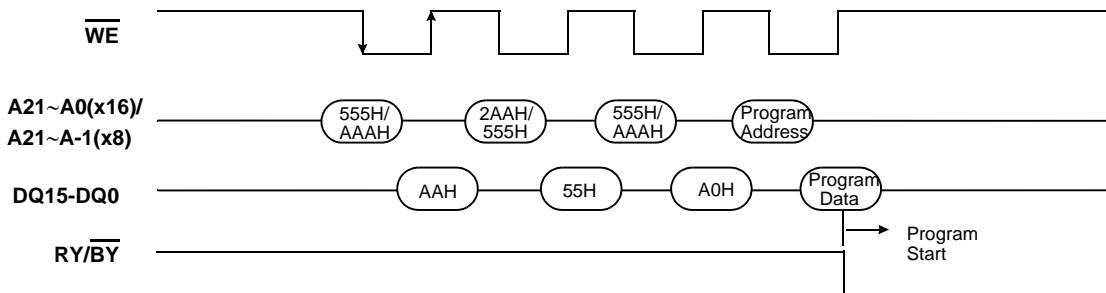 WE
A21~A0(x16)/
A21~A-1(x8)
555H/
AAAH
2AAH/
555H
555H/
AAAH
Program
Address
DQ15-DQ0
AAH
55H
A0H
Program
Data
RY/BY
Program
Start